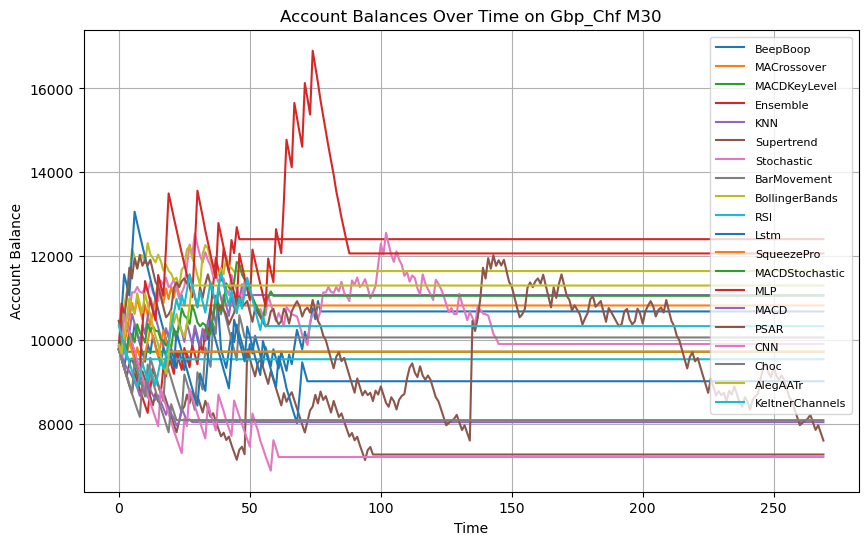 Account Balances Over Time on Gbp_Chf M30
Account Balance
16000
14000
12000
10000
8000
0
50
100
150
200
250
Time
BeepBoop
MACrossover
MACDKeyLevel
Ensemble
KNN
Supertrend
Stochastic
BarMovement
BollingerBands
RSI
Lstm
SqueezePro
MACDStochastic
MLP
MACD
PSAR
CNN
Choc
AlegAATr
KeltnerChannels